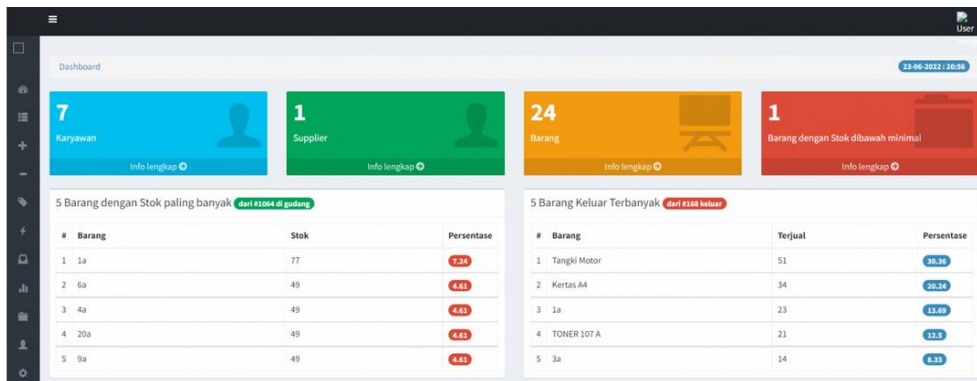 User
Dashboard
23-06-2022 : 20:56
7
Karyawan
Info lengkap
1
Supplier
Info lengkap
24
Barang
Info lengkap
1
Barang dengan Stok dibawah minimal
Info lengkap
5 Barang dengan Stok paling banyak dari #1064 di gudang
# Barang Stok Persentase
1 1a 77 7.24
2 6a 49 4.61
3 4a 49 4.61
4 20a 49 4.61
5 9a 49 4.61
5 Barang Keluar Terbanyak dari #168 keluar
# Barang Terjual Persentase
1 Tangki Motor 51 30.36
2 Kertas A4 34 20.24
3 1a 23 13.69
4 TONER 107 A 21 12.5
5 3a 14 8.33